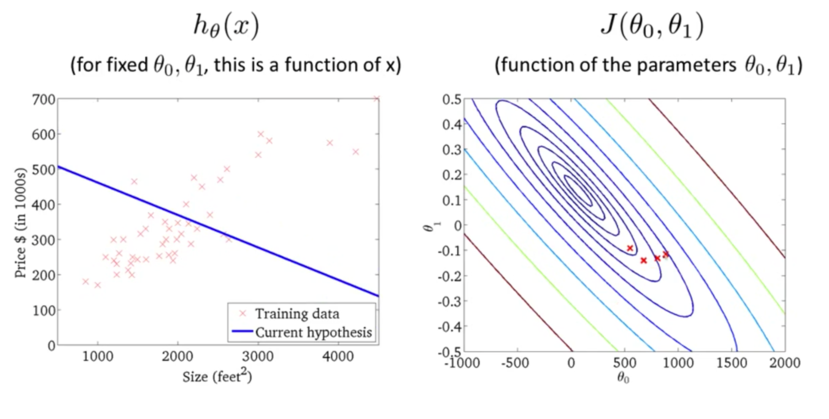 hθ(x)
(for fixed θ0, θ1, this is a function of x)
700
600
500
400
300
200
100
0
Price $ (in 1000s)
1000 2000 3000 4000
Size (feet²)
Training data
Current hypothesis
J(θ0, θ1)
(function of the parameters θ0, θ1)
0.5
0.4
0.3
0.2
0.1
0
-0.1
-0.2
-0.3
-0.4
-0.5
θ1
-1000 -500 0 500 1000 1500 2000
θ0